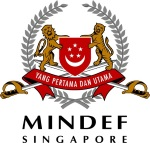 YANG PERTAMA DAN UTAMA
MINDEF
SINGAPORE